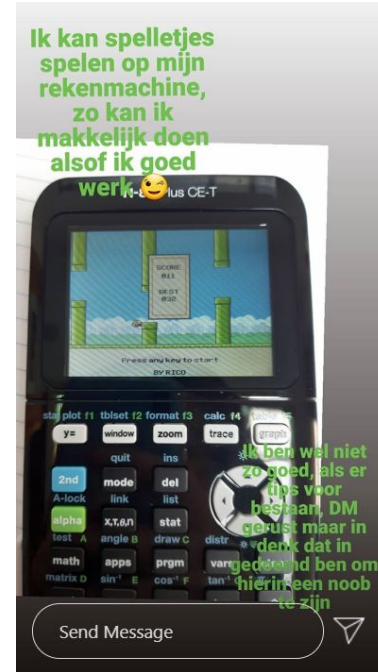 Ik kan spelletjes
spelen op mijn
rekenmachine,
zo kan ik
makkelijk doen
alsof ik goed
werk 😉
lus CE-T
SCORE
011
BEST
032
Press any key to start
BY RICO
stat plot f1 tblset f2 format f3 calc f4
y= window zoom trace graph
quit ins
2nd mode del
A-lock link list
alpha X,T,θ,n stat
test A angle B draw C distr
math apps prgm vars
matrix D sin⁻¹ E cos⁻¹ F tan⁻¹
Ik ben wel niet
zo goed, als er
tips voor
bestaan, DM
gerust maar in
denk dat in
gedoemd ben om
hierin een noob
te zijn
Send Message